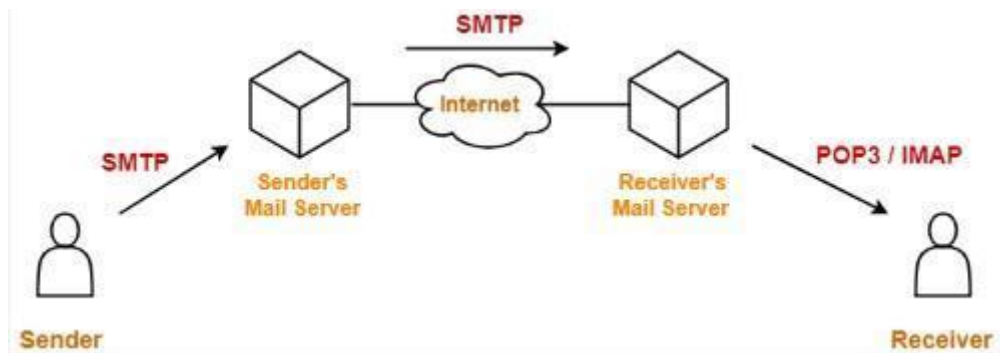 SMTP
Internet
SMTP
Sender's
Mail Server
Receiver's
Mail Server
POP3 / IMAP
Sender
Receiver